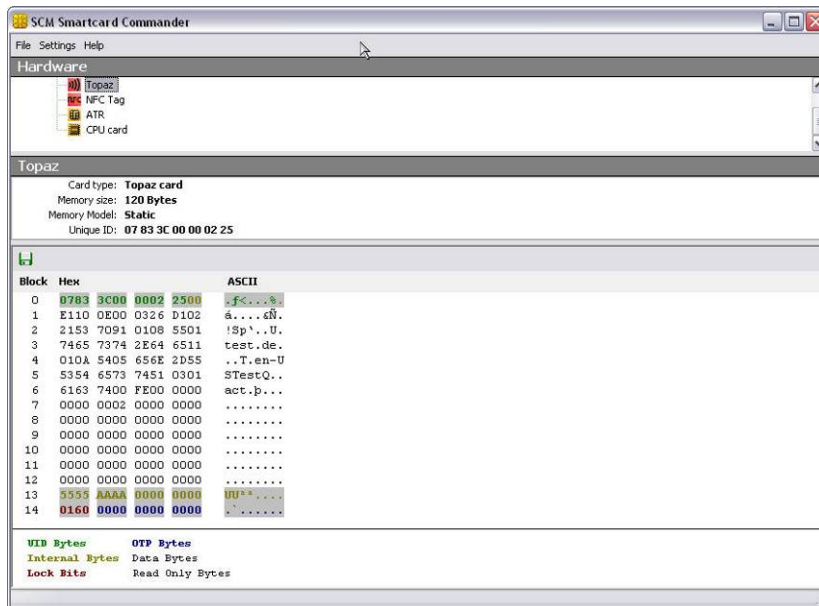 SCM Smartcard Commander
File Settings Help
Hardware
Topaz
NFC Tag
ATR
CPU card
Topaz
Card type: Topaz card
Memory size: 120 Bytes
Memory Model: Static
Unique ID: 07 83 3C 00 00 02 25
Block Hex ASCII
0 0783 3C00 0002 2500 .ƒ<...%.
1 E110 0E00 0326 D102 á....&Ñ.
2 2153 7091 0108 5501 !Sp‘..U.
3 7465 7374 2E64 6511 test.de.
4 010A 5405 656E 2D55 ..T.en-U
5 5354 6573 7451 0301 STestQ..
6 6163 7400 FE00 0000 act.þ...
7 0000 0002 0000 0000 ........
8 0000 0000 0000 0000 ........
9 0000 0000 0000 0000 ........
10 0000 0000 0000 0000 ........
11 0000 0000 0000 0000 ........
12 0000 0000 0000 0000 ........
13 5555 AAAA 0000 0000 UUªª....
14 0160 0000 0000 0000 .`......
UID Bytes OTP Bytes
Internal Bytes Data Bytes
Lock Bits Read Only Bytes